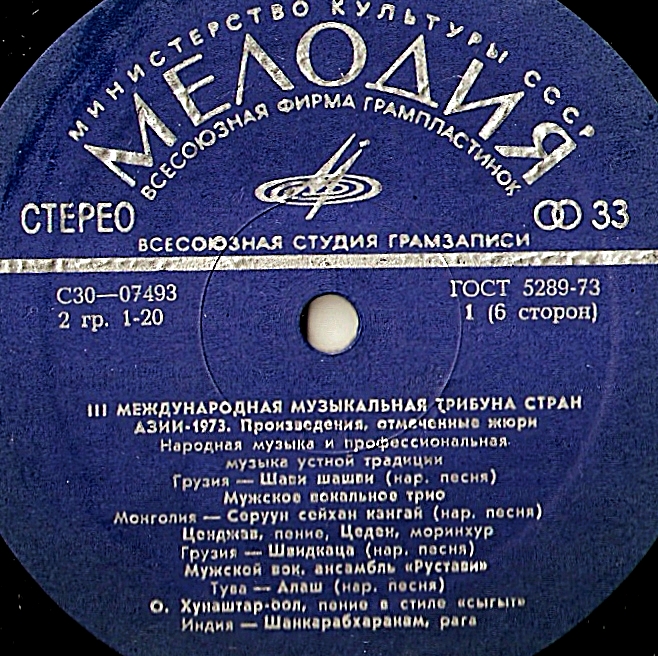 МИНИСТЕРСТВО КУЛЬТУРЫ СССР
МЕЛОДИЯ
ВСЕСОЮЗНАЯ ФИРМА ГРАМПЛАСТИНОК
СТЕРЕО
33
ВСЕСОЮЗНАЯ СТУДИЯ ГРАМЗАПИСИ
С30—07493
ГОСТ 5289-73
2 гр. 1-20
1 (6 сторон)
III МЕЖДУНАРОДНАЯ МУЗЫКАЛЬНАЯ ТРИБУНА СТРАН
АЗИИ-1973. Произведения, отмеченные жюри
Народная музыка и профессиональная
музыка устной традиции
Грузия — Шави шашви (нар. песня)
Мужское вокальное трио
Монголия — Соруун сейхан кэнгай (нар. песня)
Ценджав, пение, Цеден, моринхур
Грузия — Швидкаца (нар. песня)
Мужской вок. ансамбль «Рустави»
Тува — Алаш (нар. песня)
О. Хунаштар-оол, пение в стиле «сыгыт»
Индия — Шанкарабхаранам, рага